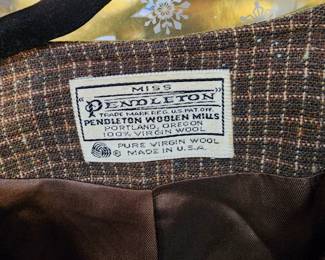 MISS
"PENDLETON"
TRADE MARK REG. U.S. PAT. OFF.
PENDLETON WOOLEN MILLS
PORTLAND, OREGON
100% VIRGIN WOOL
PURE VIRGIN WOOL
© MADE IN U.S.A.